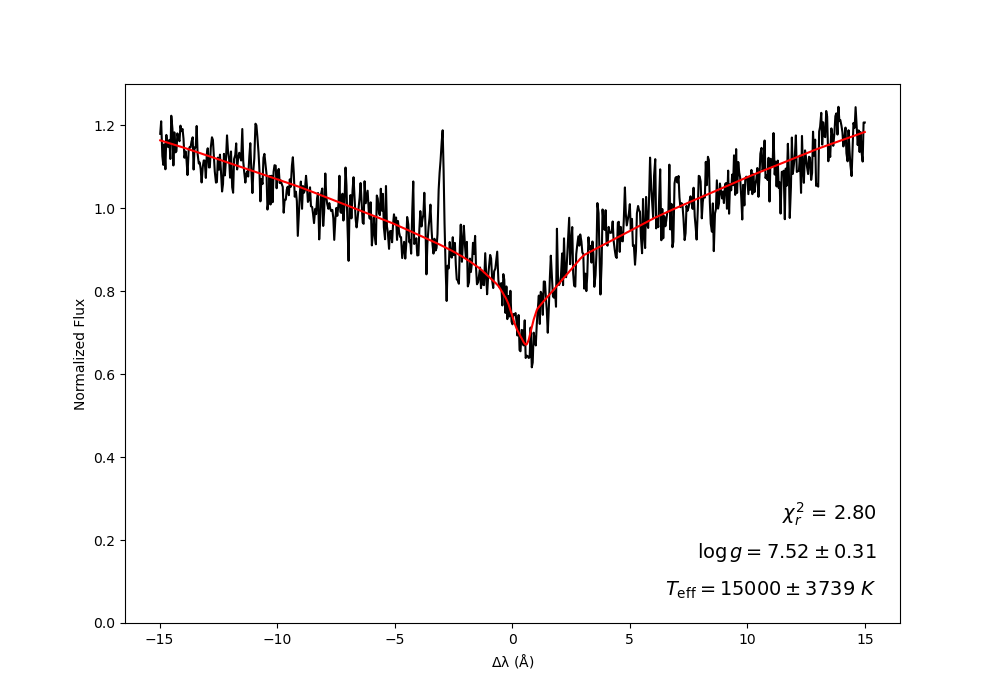 1.2
1.0
0.8
0.6
0.4
0.2
0.0
Normalized Flux
χ²ᵣ = 2.80
log g = 7.52 ± 0.31
T_eff = 15000 ± 3739 K
−15 −10 −5 0 5 10 15
Δλ (Å)